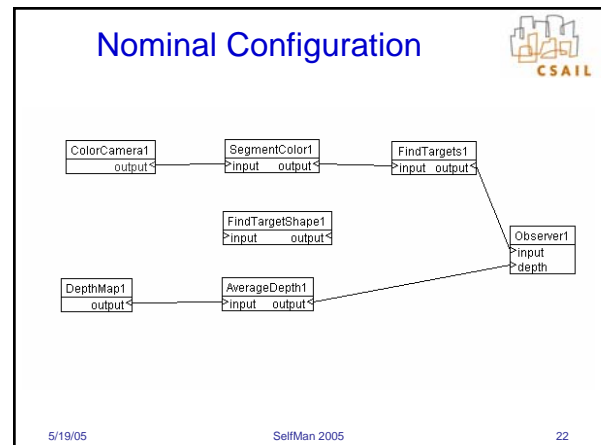 Nominal Configuration
CSAIL
ColorCamera1
output<
SegmentColor1
>input output<
FindTargets1
>input output<
FindTargetShape1
>input output<
Observer1
>input
>depth
DepthMap1
output<
AverageDepth1
>input output<
5/19/05 SelfMan 2005 22